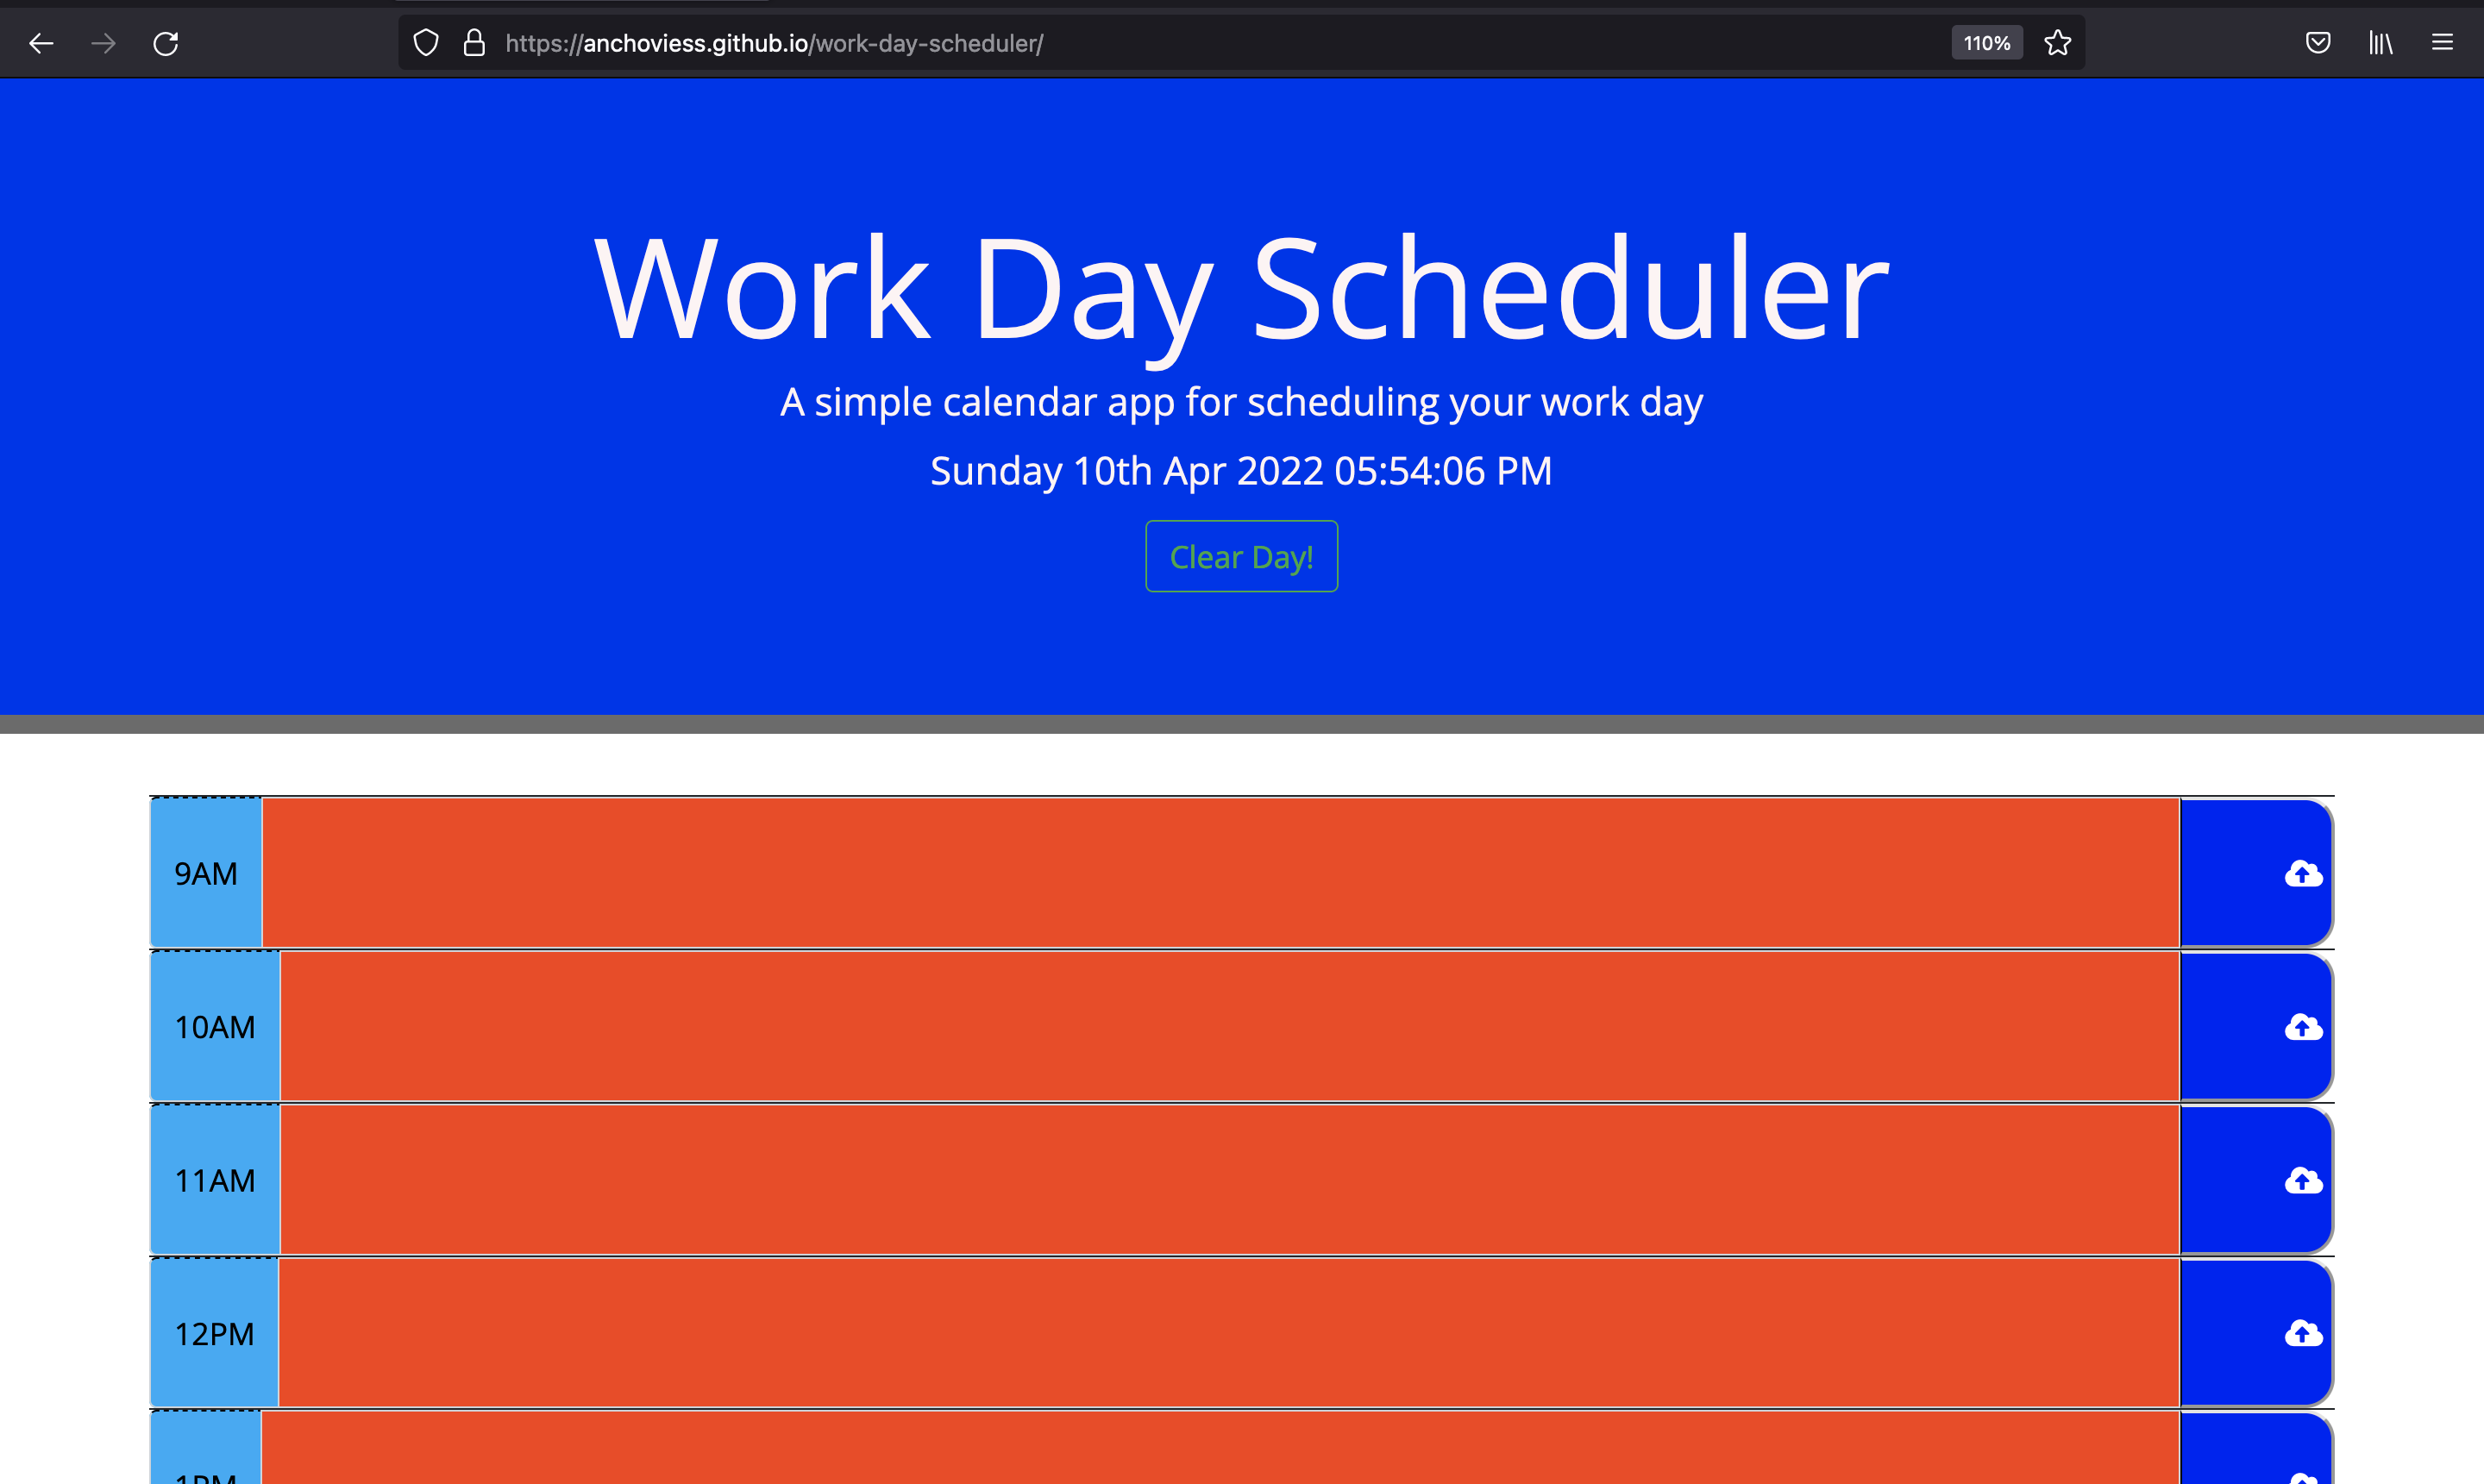 https://anchoviess.github.io/work-day-scheduler/
110%
Work Day Scheduler
A simple calendar app for scheduling your work day
Sunday 10th Apr 2022 05:54:06 PM
Clear Day!
9AM
10AM
11AM
12PM
1PM